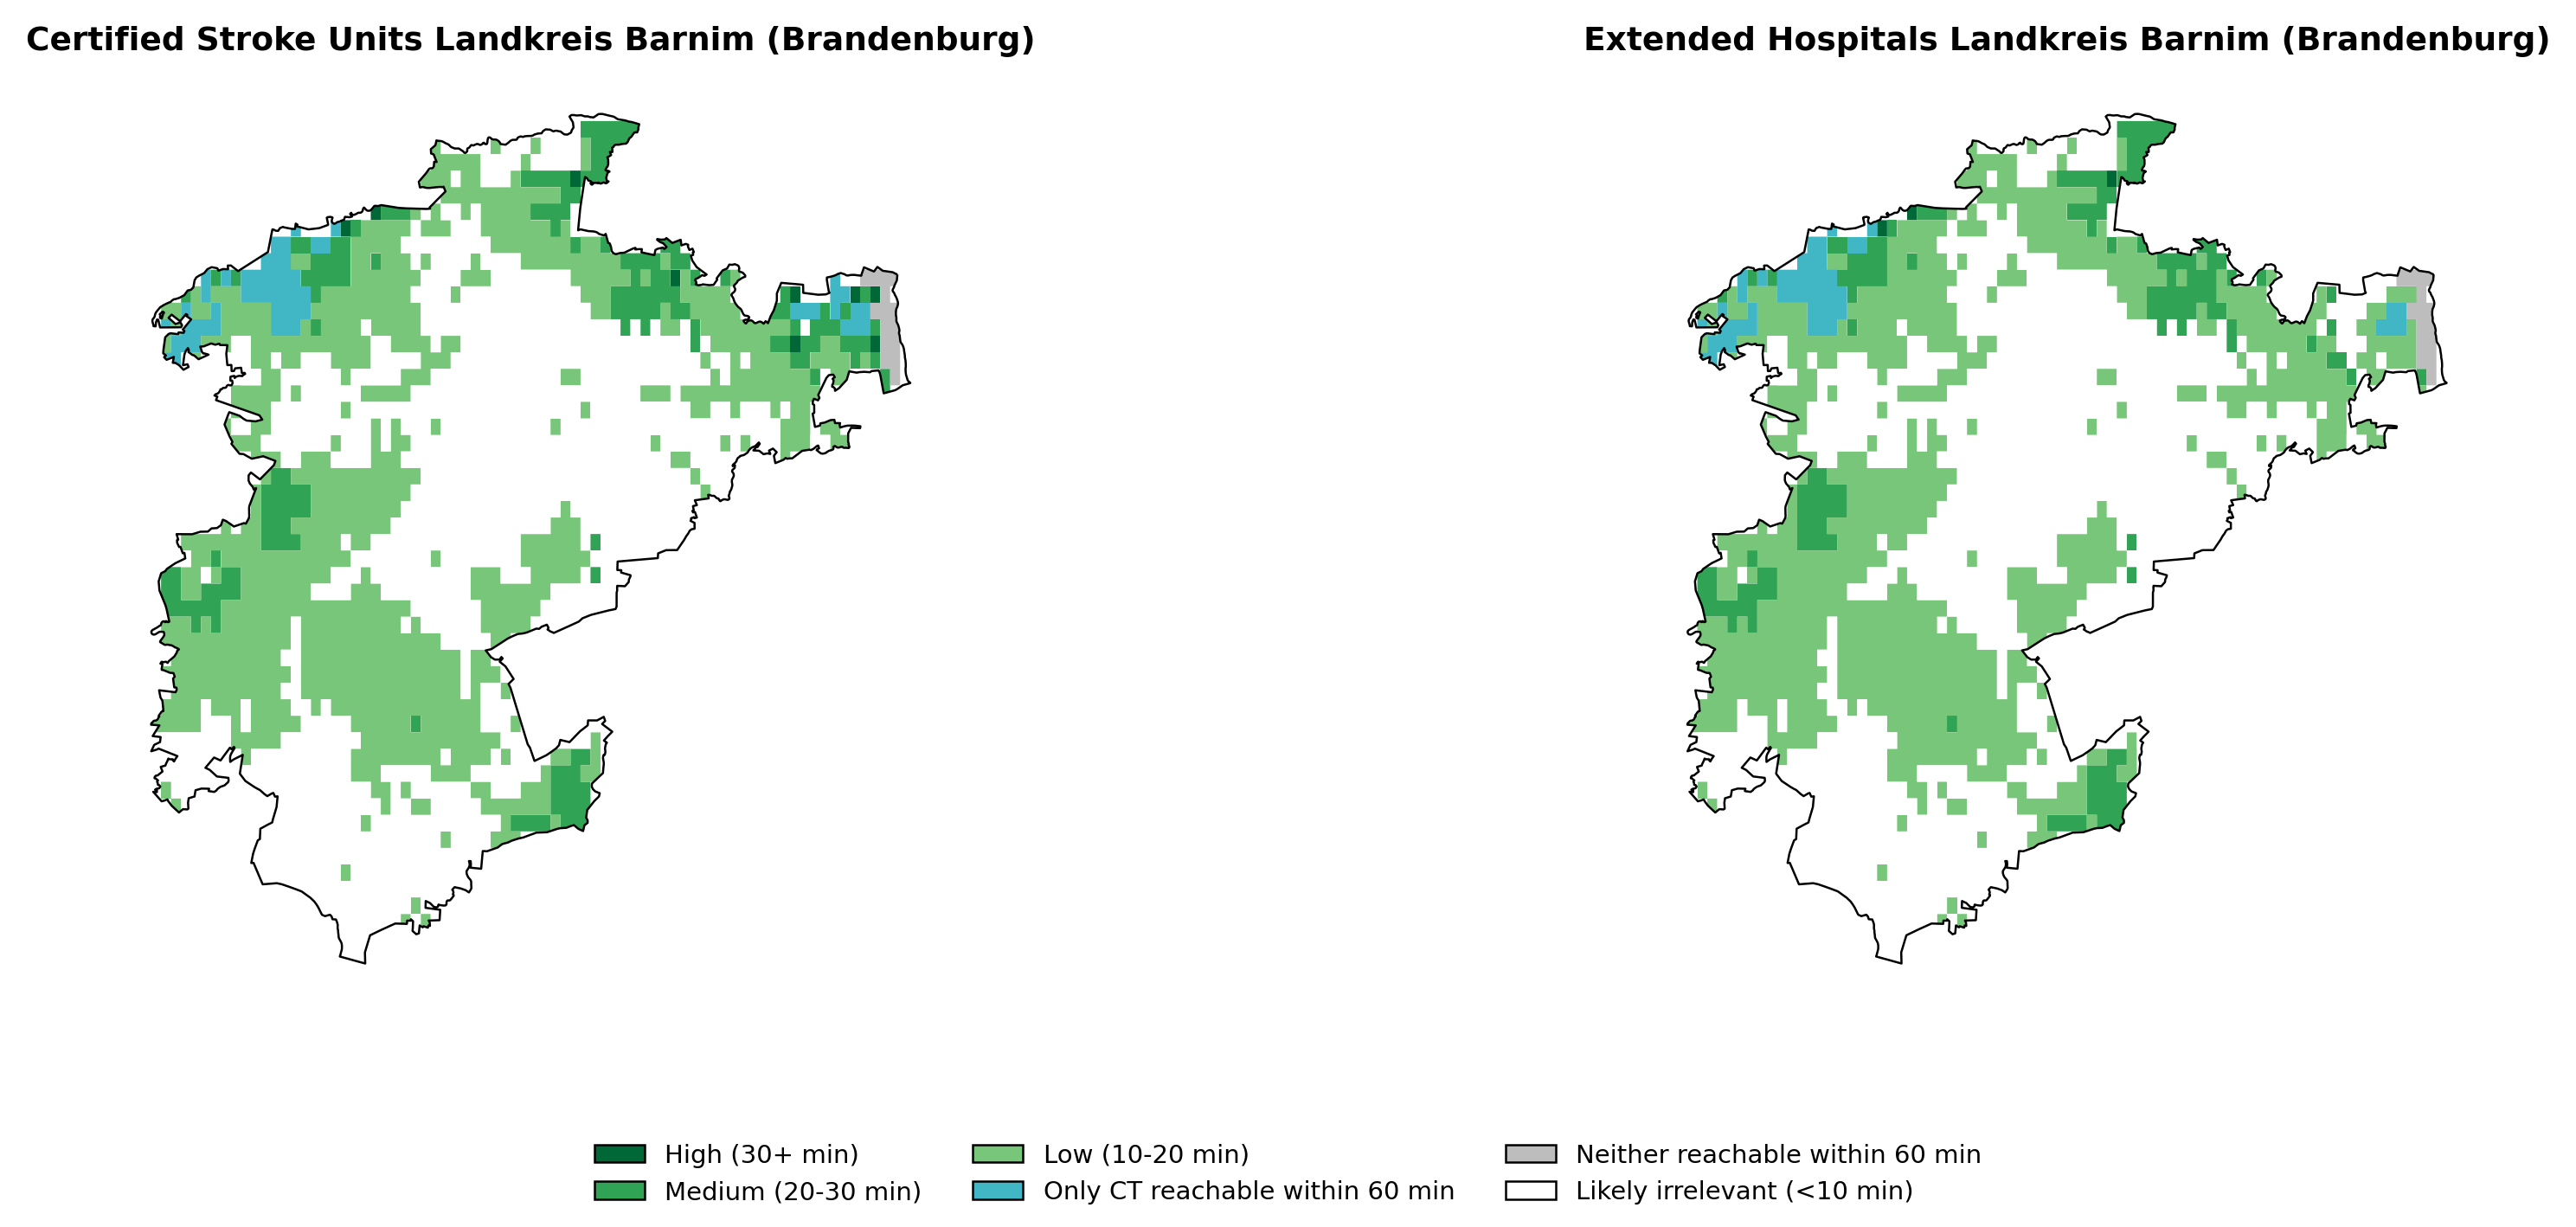 Certified Stroke Units Landkreis Barnim (Brandenburg)
Extended Hospitals Landkreis Barnim (Brandenburg)
High (30+ min)
Medium (20-30 min)
Low (10-20 min)
Only CT reachable within 60 min
Neither reachable within 60 min
Likely irrelevant (<10 min)